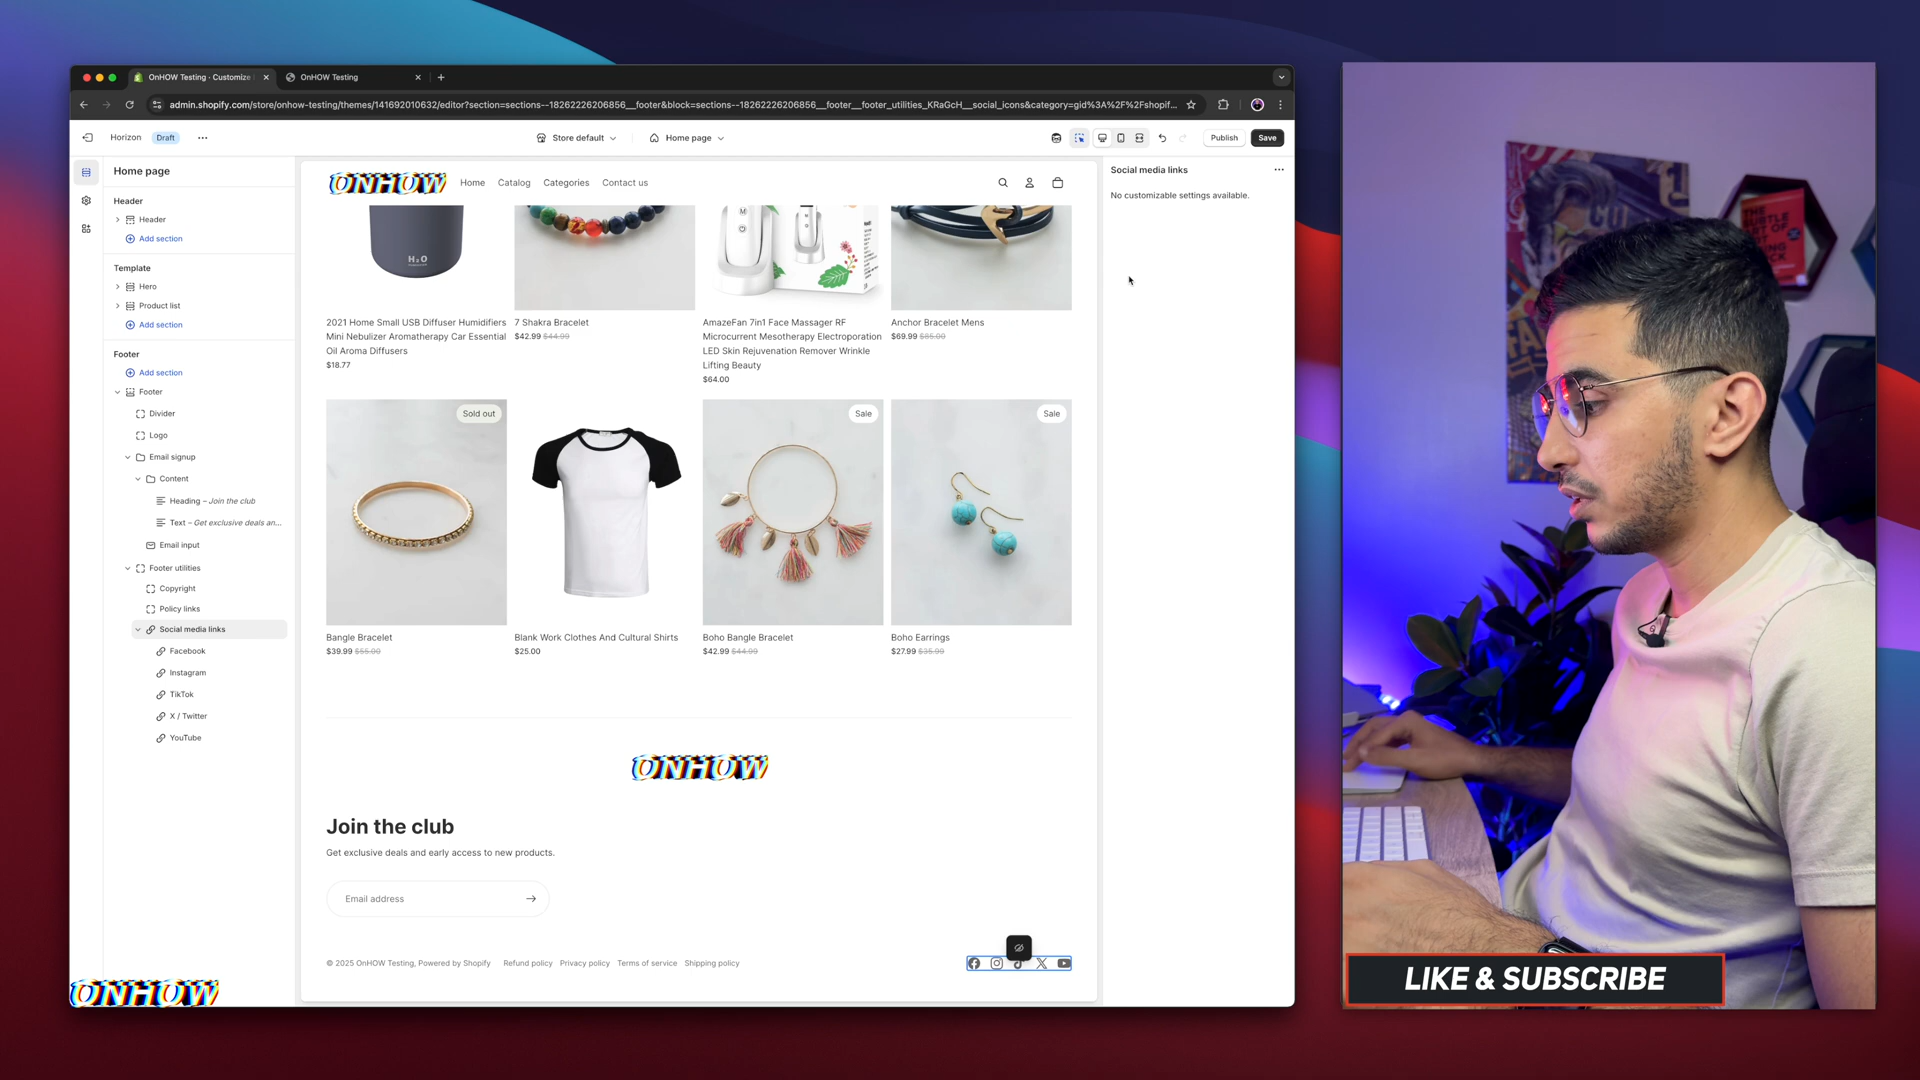 OnHOW Testing · Customize
OnHOW Testing
admin.shopify.com/store/onhow-testing/themes/141692010632/editor?section=sections--18262226206856__footer&block=sections--18262226206856__footer__footer_utilities_KRaGcH__social_icons&category=gid%3A%2F%2Fshopif...
Horizon
Draft
Store default
Home page
Publish
Save
Home page
Header
Header
Add section
Template
Hero
Product list
Add section
Footer
Add section
Footer
Divider
Logo
Email signup
Content
Heading – Join the club
Text – Get exclusive deals an...
Email input
Footer utilities
Copyright
Policy links
Social media links
Facebook
Instagram
TikTok
X / Twitter
YouTube
ONHOW
Home
Catalog
Categories
Contact us
H₂O
2021 Home Small USB Diffuser Humidifiers
Mini Nebulizer Aromatherapy Car Essential
Oil Aroma Diffusers
$18.77
7 Shakra Bracelet
$42.99 $44.99
AmazeFan 7in1 Face Massager RF
Microcurrent Mesotherapy Electroporation
LED Skin Rejuvenation Remover Wrinkle
Lifting Beauty
$64.00
Anchor Bracelet Mens
$69.99 $85.00
Sold out
Sale
Sale
Bangle Bracelet
$39.99 $55.00
Blank Work Clothes And Cultural Shirts
$25.00
Boho Bangle Bracelet
$42.99 $44.99
Boho Earrings
$27.99 $35.99
ONHOW
Join the club
Get exclusive deals and early access to new products.
Email address
© 2025 OnHOW Testing, Powered by Shopify
Refund policy
Privacy policy
Terms of service
Shipping policy
Social media links
No customizable settings available.
ONHOW
THE
SUBTLE
ART OF
LIKE & SUBSCRIBE